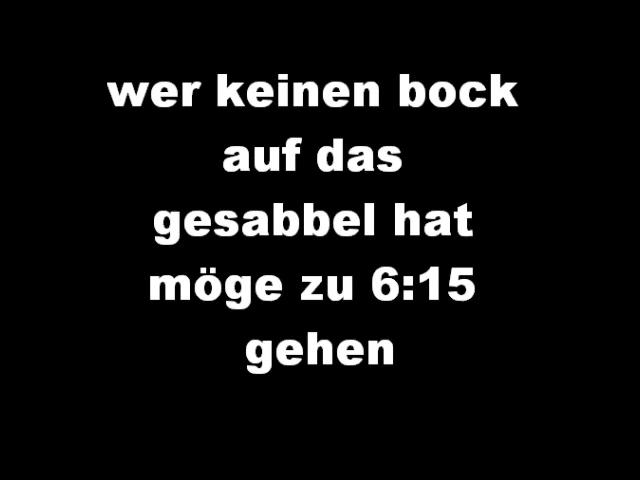 wer keinen bock
auf das
gesabbel hat
möge zu 6:15
gehen